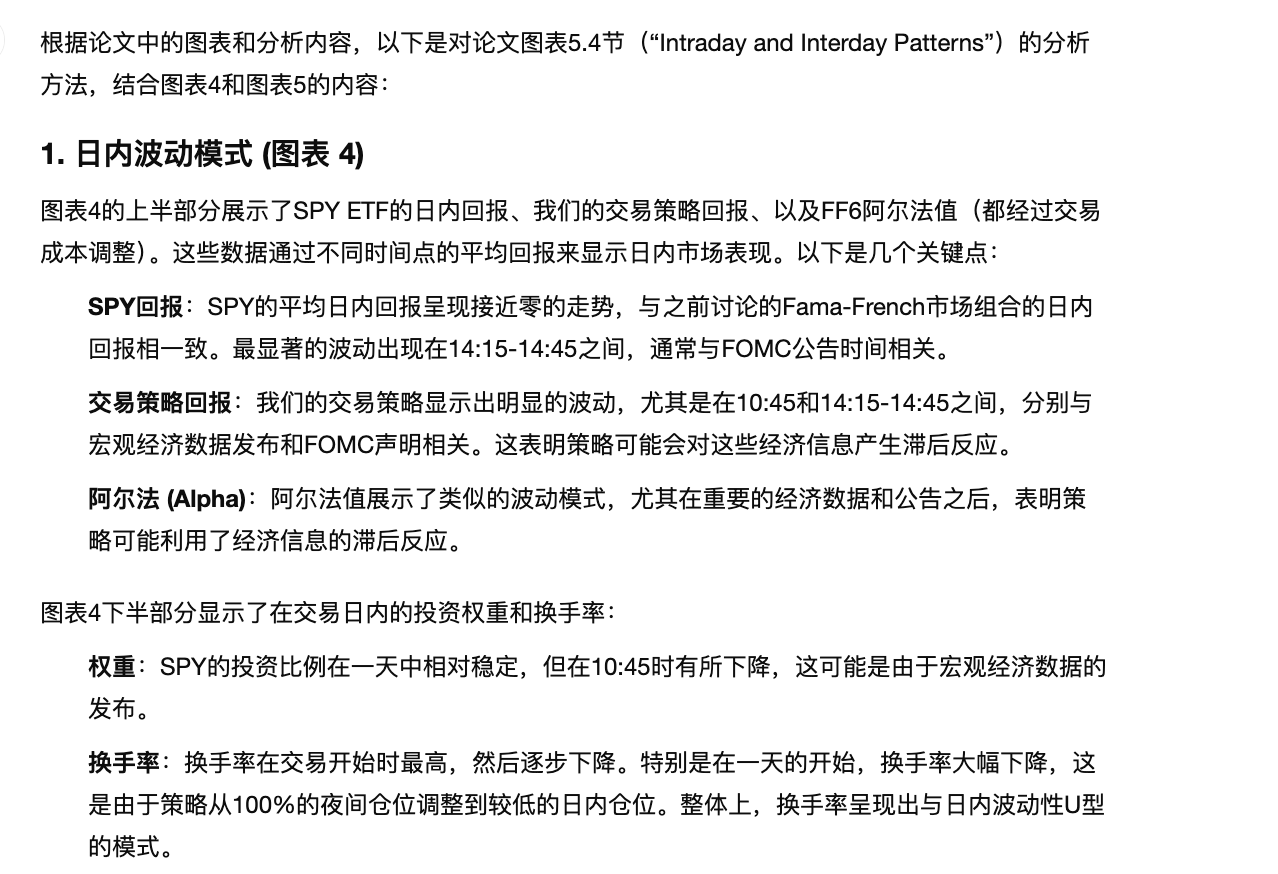 根据论文中的图表和分析内容，以下是对论文图表5.4节（“Intraday and Interday Patterns”）的分析
方法，结合图表4和图表5的内容：
1. 日内波动模式 (图表 4)
图表4的上半部分展示了SPY ETF的日内回报、我们的交易策略回报、以及FF6阿尔法值（都经过交易
成本调整）。这些数据通过不同时间点的平均回报来显示日内市场表现。以下是几个关键点：
SPY回报：SPY的平均日内回报呈现接近零的走势，与之前讨论的Fama-French市场组合的日内
回报相一致。最显著的波动出现在14:15-14:45之间，通常与FOMC公告时间相关。
交易策略回报：我们的交易策略显示出明显的波动，尤其是在10:45和14:15-14:45之间，分别与
宏观经济数据发布和FOMC声明相关。这表明策略可能会对这些经济信息产生滞后反应。
阿尔法 (Alpha)：阿尔法值展示了类似的波动模式，尤其在重要的经济数据和公告之后，表明策
略可能利用了经济信息的滞后反应。
图表4下半部分显示了在交易日内的投资权重和换手率：
权重：SPY的投资比例在一天中相对稳定，但在10:45时有所下降，这可能是由于宏观经济数据的
发布。
换手率：换手率在交易开始时最高，然后逐步下降。特别是在一天的开始，换手率大幅下降，这
是由于策略从100%的夜间仓位调整到较低的日内仓位。整体上，换手率呈现出与日内波动性U型
的模式。